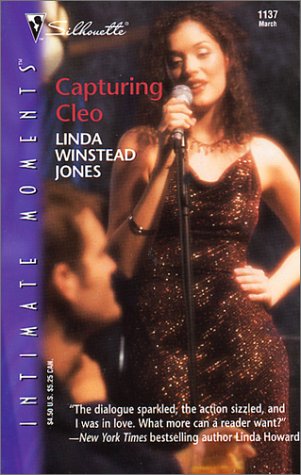 Silhouette®
1137
March
INTIMATE MOMENTS™
Capturing
Cleo
LINDA
WINSTEAD
JONES
$4.50 U.S. $5.25 CAN.
"The dialogue sparkled, the action sizzled, and
I was in love. What more can a reader want?"
—New York Times bestselling author Linda Howard